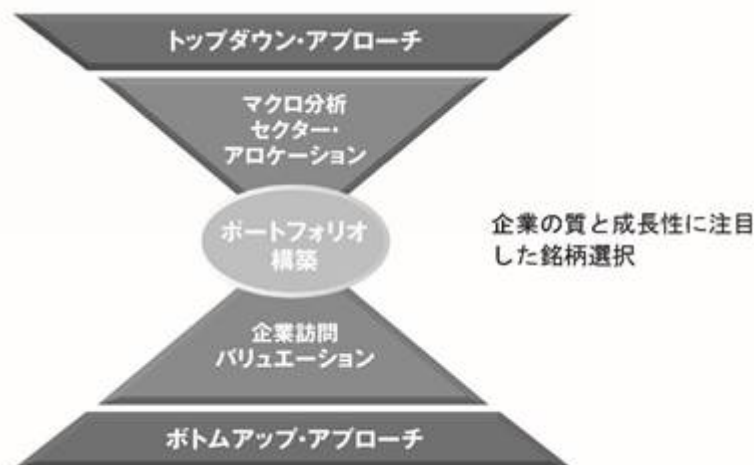 トップダウン・アプローチ
マクロ分析
セクター・
アロケーション
ポートフォリオ
構築
企業の質と成長性に注目
した銘柄選択
企業訪問
バリュエーション
ボトムアップ・アプローチ